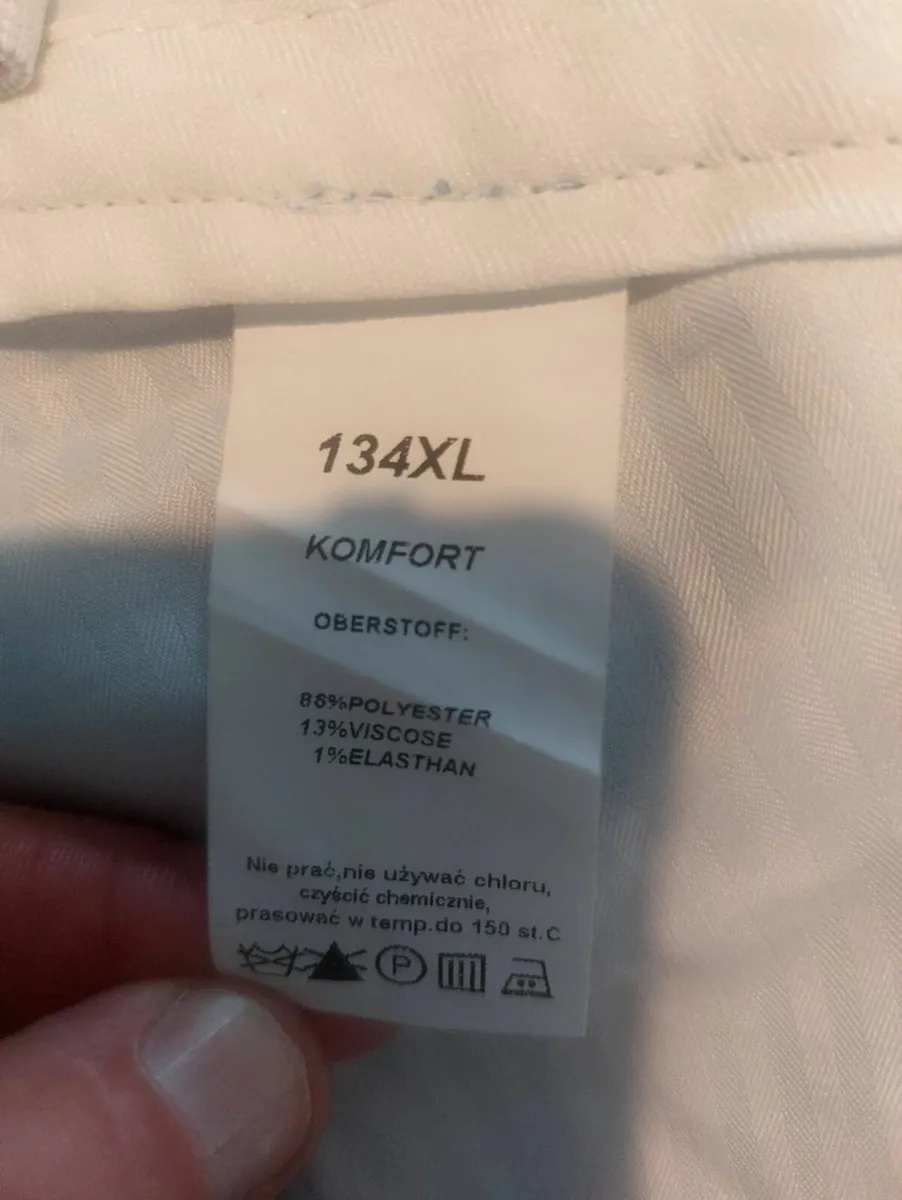 134XL
KOMFORT
OBERSTOFF:
86%POLYESTER
13%VISCOSE
1%ELASTHAN
Nie prać,nie używać chloru,
czyścić chemicznie,
prasować w temp.do 150 st.C
P